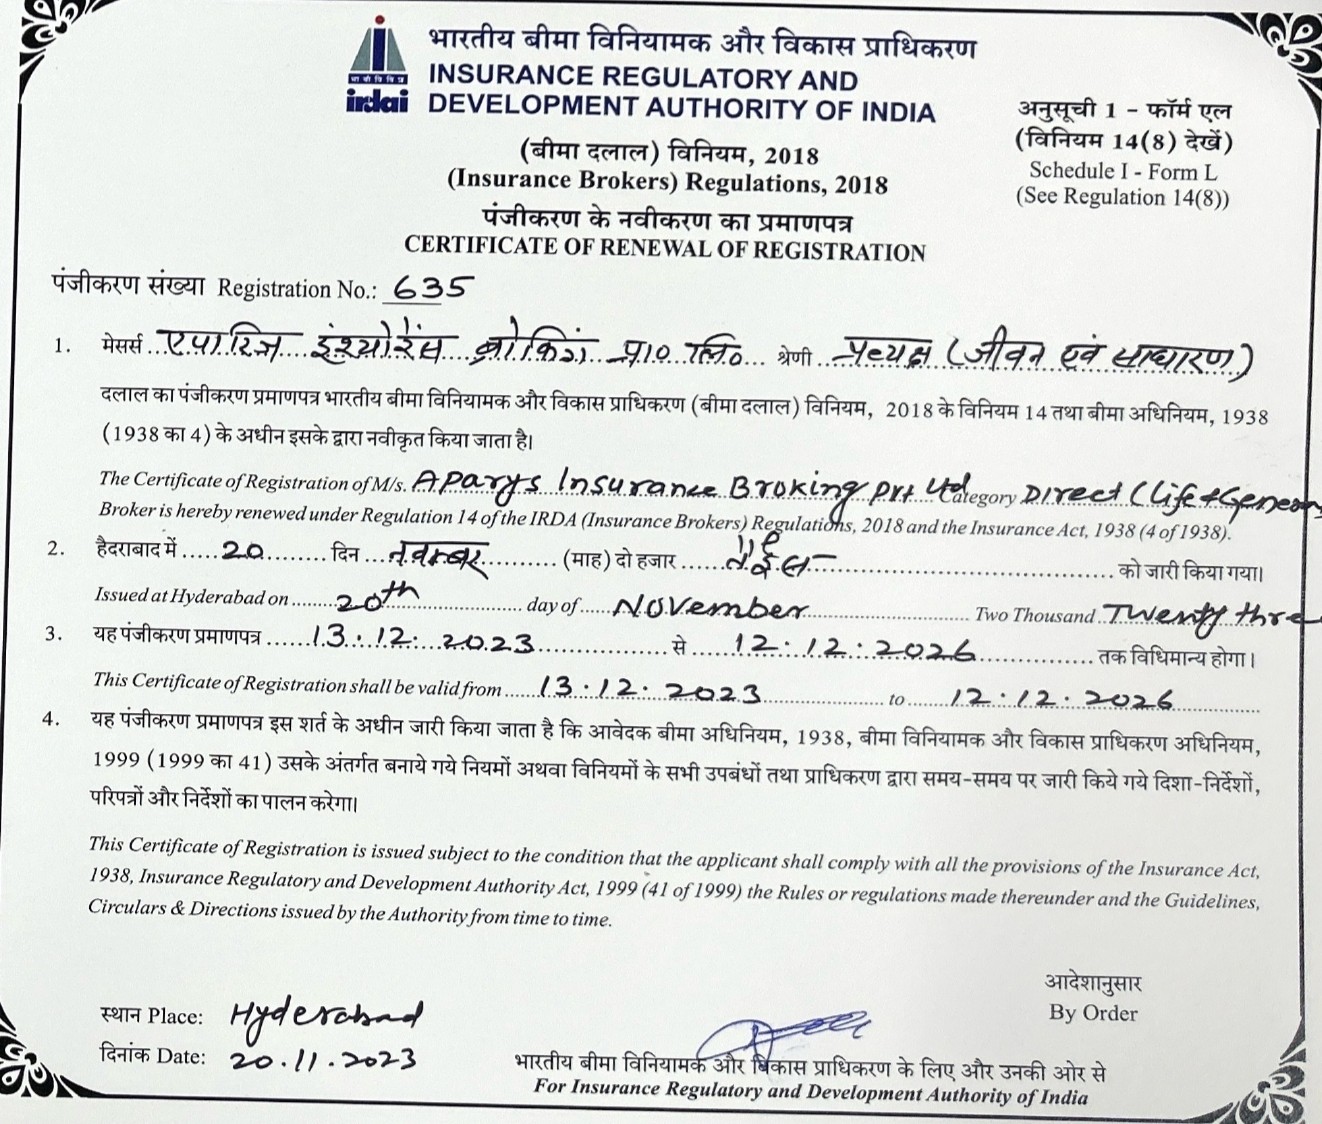 भारतीय बीमा विनियामक और विकास प्राधिकरण
INSURANCE REGULATORY AND
DEVELOPMENT AUTHORITY OF INDIA
भा बी वि वि प्रा
irdai
अनुसूची 1 - फॉर्म एल
(विनियम 14(8) देखें)
Schedule I - Form L
(See Regulation 14(8))
(बीमा दलाल) विनियम, 2018
(Insurance Brokers) Regulations, 2018
पंजीकरण के नवीकरण का प्रमाणपत्र
CERTIFICATE OF RENEWAL OF REGISTRATION
पंजीकरण संख्या Registration No.: 635
1. मेसर्स एपारिज इंश्योरेंस ब्रोकिंग प्रा० लि० श्रेणी प्रत्यक्ष (जीवन एवं साधारण)
दलाल का पंजीकरण प्रमाणपत्र भारतीय बीमा विनियामक और विकास प्राधिकरण (बीमा दलाल) विनियम, 2018 के विनियम 14 तथा बीमा अधिनियम, 1938
(1938 का 4) के अधीन इसके द्वारा नवीकृत किया जाता है।
The Certificate of Registration of M/s. Aparys Insurance Broking Pvt Ltd Category Direct (Life & General
Broker is hereby renewed under Regulation 14 of the IRDA (Insurance Brokers) Regulations, 2018 and the Insurance Act, 1938 (4 of 1938).
2. हैदराबाद में 20 दिन नवम्बर (माह) दो हजार तेईस को जारी किया गया।
Issued at Hyderabad on 20th day of November Two Thousand Twenty three
3. यह पंजीकरण प्रमाणपत्र 13.12.2023 से 12.12.2026 तक विधिमान्य होगा।
This Certificate of Registration shall be valid from 13.12.2023 to 12.12.2026
4. यह पंजीकरण प्रमाणपत्र इस शर्त के अधीन जारी किया जाता है कि आवेदक बीमा अधिनियम, 1938, बीमा विनियामक और विकास प्राधिकरण अधिनियम,
1999 (1999 का 41) उसके अंतर्गत बनाये गये नियमों अथवा विनियमों के सभी उपबंधों तथा प्राधिकरण द्वारा समय-समय पर जारी किये गये दिशा-निर्देशों,
परिपत्रों और निर्देशों का पालन करेगा।
This Certificate of Registration is issued subject to the condition that the applicant shall comply with all the provisions of the Insurance Act,
1938, Insurance Regulatory and Development Authority Act, 1999 (41 of 1999) the Rules or regulations made thereunder and the Guidelines,
Circulars & Directions issued by the Authority from time to time.
आदेशानुसार
By Order
स्थान Place: Hyderabad
दिनांक Date: 20.11.2023
भारतीय बीमा विनियामक और विकास प्राधिकरण के लिए और उनकी ओर से
For Insurance Regulatory and Development Authority of India